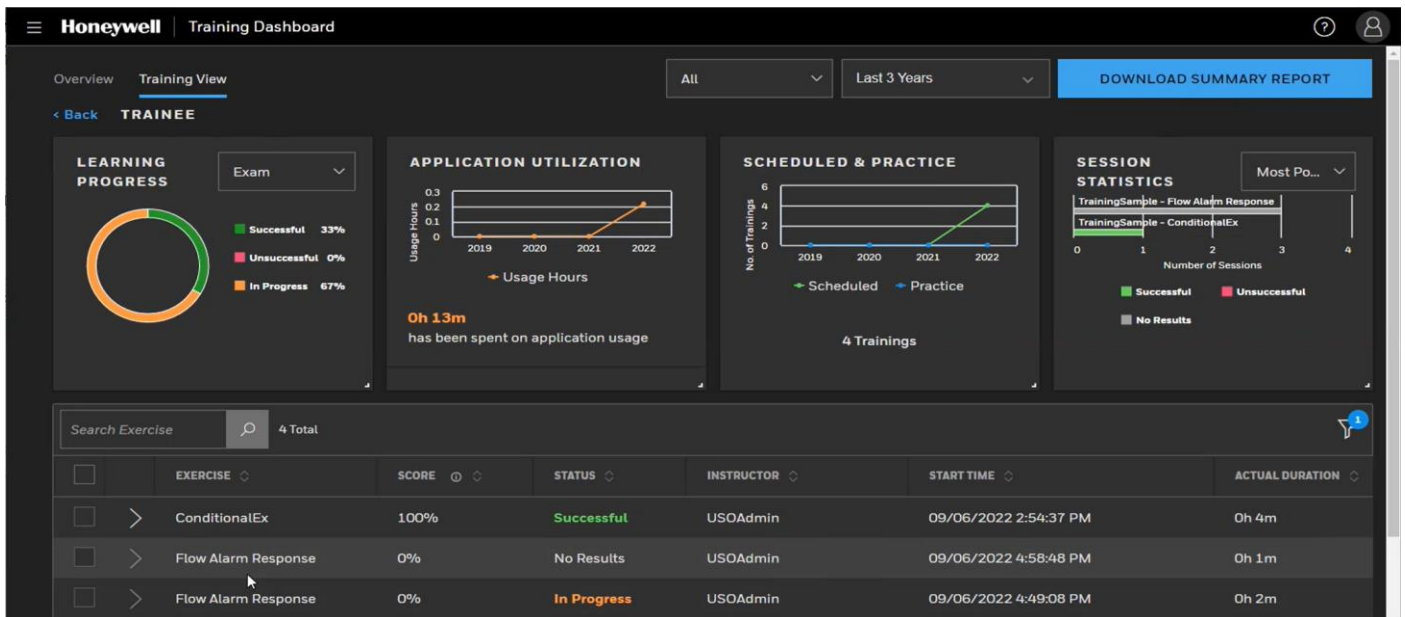 Honeywell Training Dashboard
Overview Training View All Last 3 Years DOWNLOAD SUMMARY REPORT
< Back TRAINEE
LEARNING PROGRESS Exam
Successful 33%
Unsuccessful 0%
In Progress 67%
APPLICATION UTILIZATION
Usage Hours
0.3
0.2
0.1
0
2019 2020 2021 2022
Usage Hours
0h 13m
has been spent on application usage
SCHEDULED & PRACTICE
No. of Trainings
6
4
2
0
2019 2020 2021 2022
Scheduled Practice
4 Trainings
SESSION STATISTICS Most Po...
TrainingSample - Flow Alarm Response
TrainingSample - ConditionalEx
0 1 2 3 4
Number of Sessions
Successful Unsuccessful
No Results
Search Exercise 4 Total 1
EXERCISE SCORE STATUS INSTRUCTOR START TIME ACTUAL DURATION
ConditionalEx 100% Successful USOAdmin 09/06/2022 2:54:37 PM 0h 4m
Flow Alarm Response 0% No Results USOAdmin 09/06/2022 4:58:48 PM 0h 1m
Flow Alarm Response 0% In Progress USOAdmin 09/06/2022 4:49:08 PM 0h 2m